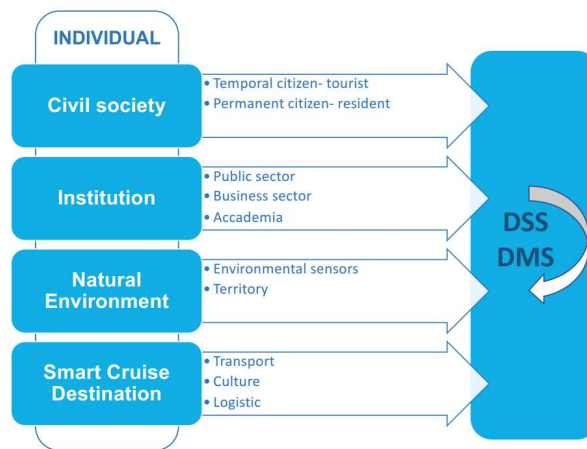 INDIVIDUAL
Civil society
• Temporal citizen- tourist
• Permanent citizen- resident
Institution
• Public sector
• Business sector
• Accademia
Natural
Environment
• Environmental sensors
• Territory
Smart Cruise
Destination
• Transport
• Culture
• Logistic
DSS
DMS